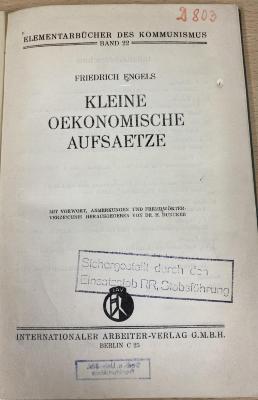 D 803
ELEMENTARBÜCHER DES KOMMUNISMUS
BAND 22
FRIEDRICH ENGELS
KLEINE
OEKONOMISCHE
AUFSAETZE
MIT VORWORT, ANMERKUNGEN UND FREMDWÖRTER-
VERZEICHNIS HERAUSGEGEBEN VON DR. H. DUNCKER
Sichergestellt durch den
Einsatzstab RR, Stabsführung
IAV
INTERNATIONALER ARBEITER-VERLAG G.M.B.H.
BERLIN C 25